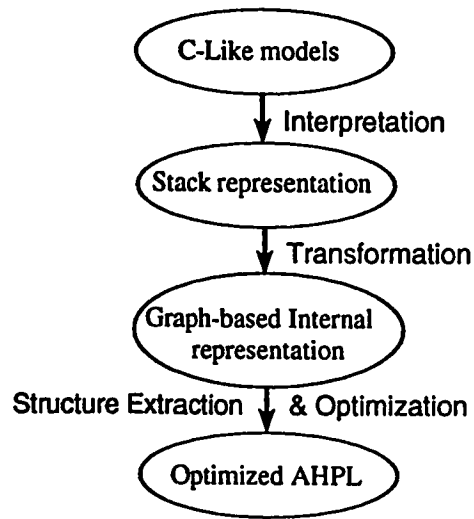 C-Like models
Interpretation
Stack representation
Transformation
Graph-based Internal
representation
Structure Extraction & Optimization
Optimized AHPL